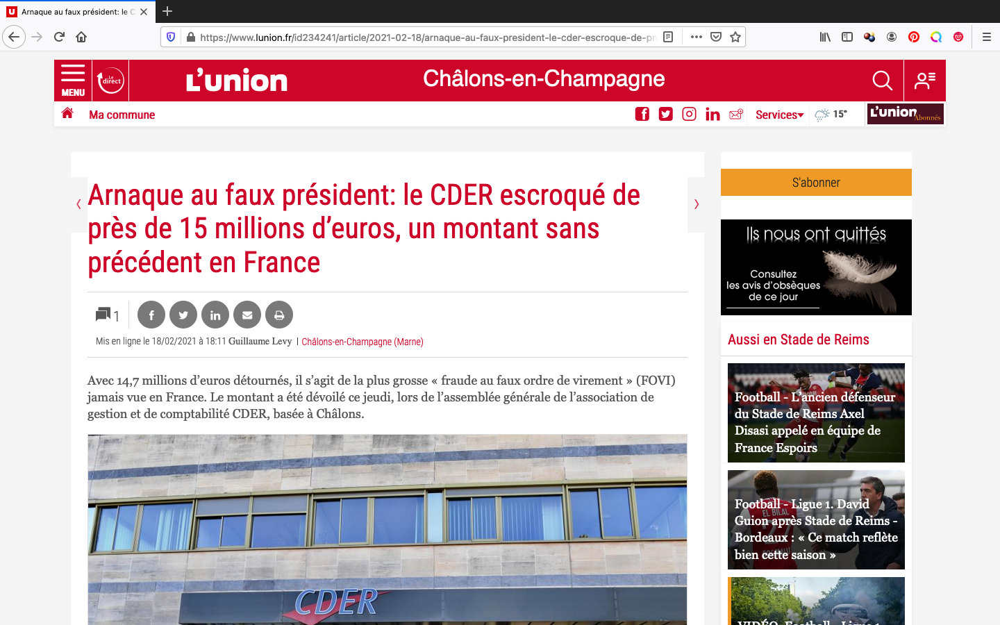 Arnaque au faux président: le C
https://www.lunion.fr/id234241/article/2021-02-18/arnaque-au-faux-president-le-cder-escroque-de-pr
MENU
Le direct
L'union
Châlons-en-Champagne
Ma commune
Services
15°
L'union
Abonnés
Arnaque au faux président: le CDER escroqué de
près de 15 millions d’euros, un montant sans
précédent en France
1
Mis en ligne le 18/02/2021 à 18:11 Guillaume Levy | Châlons-en-Champagne (Marne)
Avec 14,7 millions d’euros détournés, il s’agit de la plus grosse « fraude au faux ordre de virement » (FOVI)
jamais vue en France. Le montant a été dévoilé ce jeudi, lors de l’assemblée générale de l’association de
gestion et de comptabilité CDER, basée à Châlons.
CDER
S'abonner
Ils nous ont quittés
Consultez
les avis d'obsèques
de ce jour
Aussi en Stade de Reims
Football - L’ancien défenseur
du Stade de Reims Axel
Disasi appelé en équipe de
France Espoirs
EL BILAL
Football - Ligue 1. David
Guion après Stade de Reims -
Bordeaux : « Ce match reflète
bien cette saison »
VIDÉO. Football - Ligue 1